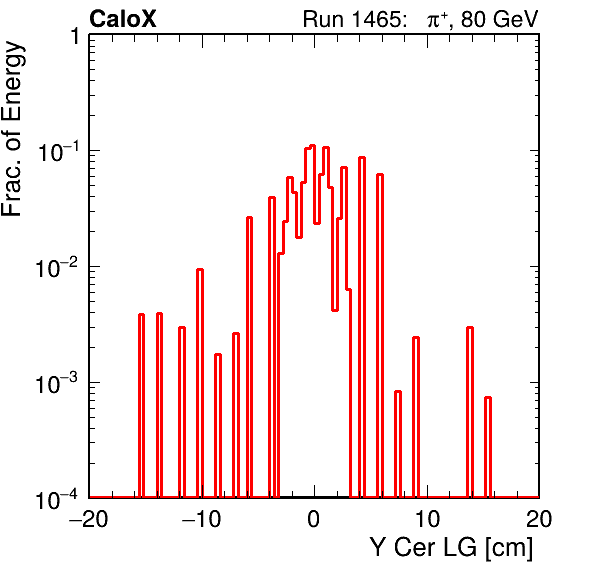 CaloX Run 1465: π⁺, 80 GeV
Frac. of Energy
1
10⁻¹
10⁻²
10⁻³
10⁻⁴
−20 −10 0 10 20
Y Cer LG [cm]